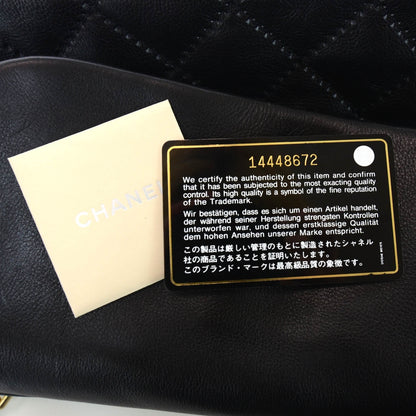 CHANEL
14448672
We certify the authenticity of this item and confirm
that it has been subjected to the most exacting quality
control. Its high quality is a symbol of the fine reputation
of the Trademark.
Wir bestätigen, dass es sich um einen Artikel handelt,
der während seiner Herstellung strengsten Kontrollen
unterworfen war, und dessen erstklassige Qualität
dem hohen Ansehen unserer Marke entspricht.
この製品は厳しい管理のもとに製造されたシャネル
社の商品であることを証明いたします。
このブランド・マークは最高級品質の象徴です。